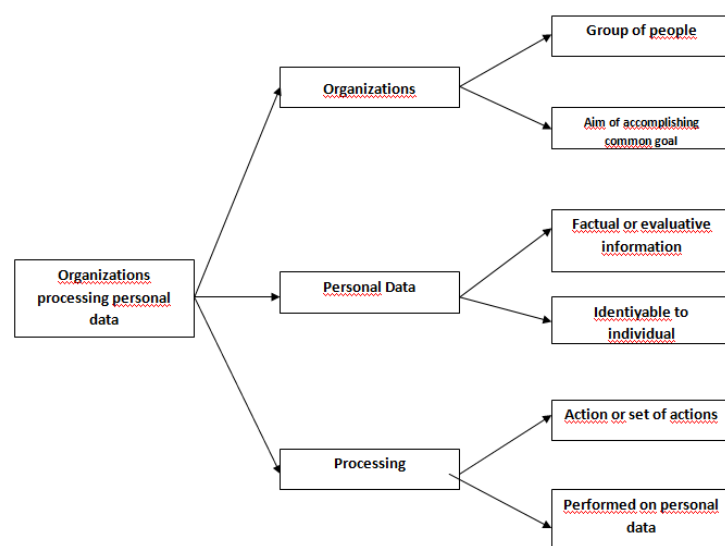 Group of people
Organizations
Aim of accomplishing
common goal
Factual or evaluative
information
Organizations
processing personal
data
Personal Data
Identiyable to
individual
Action or set of actions
Processing
Performed on personal
data